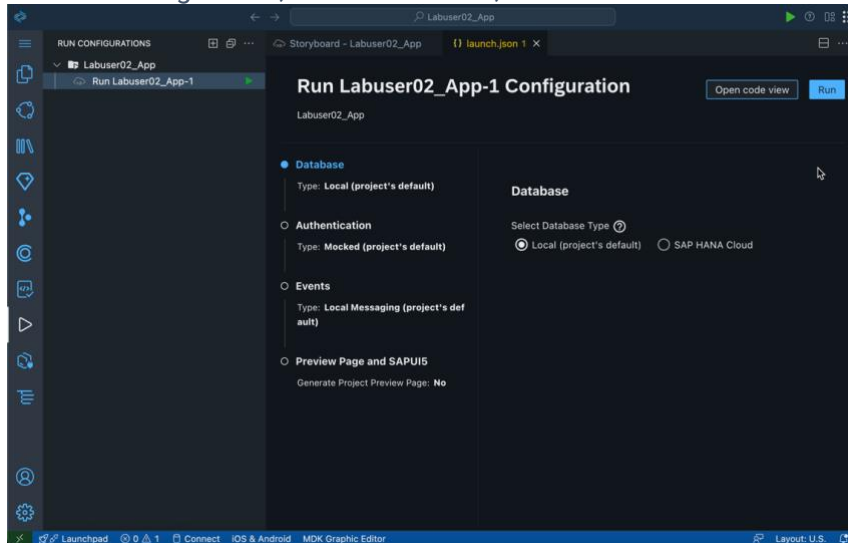 Labuser02_App
RUN CONFIGURATIONS
Storyboard - Labuser02_App
{} launch.json 1
Labuser02_App
Run Labuser02_App-1
Run Labuser02_App-1 Configuration
Open code view
Run
Labuser02_App
Database
Type: Local (project's default)
Authentication
Type: Mocked (project's default)
Events
Type: Local Messaging (project's def
ault)
Preview Page and SAPUI5
Generate Project Preview Page: No
Database
Select Database Type
Local (project's default) SAP HANA Cloud
Launchpad 0 1 Connect iOS & Android MDK Graphic Editor Layout: U.S.